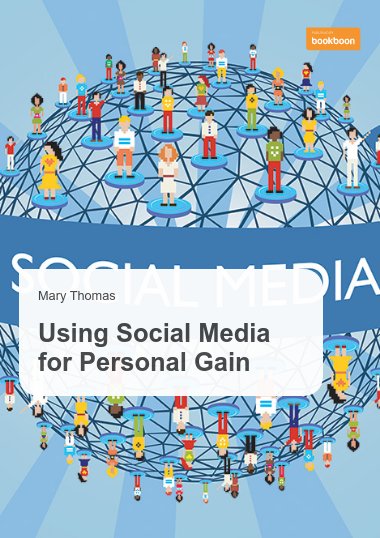 bookboon
SOCIAL MEDIA
Mary Thomas
Using Social Media
for Personal Gain